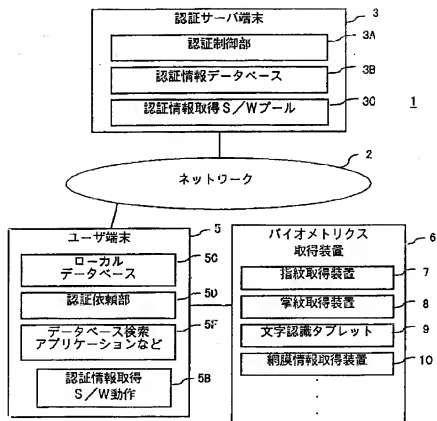 認証サーバ端末
3
認証制御部
3A
認証情報データベース
3B
認証情報取得S/Wプール
3C
1
2
ネットワーク
ユーザ端末
5
ローカル
データベース
5C
認証依頼部
5D
データベース検索
アプリケーションなど
5F
認証情報取得
S/W動作
5B
バイオメトリクス
取得装置
6
指紋取得装置
7
掌紋取得装置
8
文字認識タブレット
9
網膜情報取得装置
10